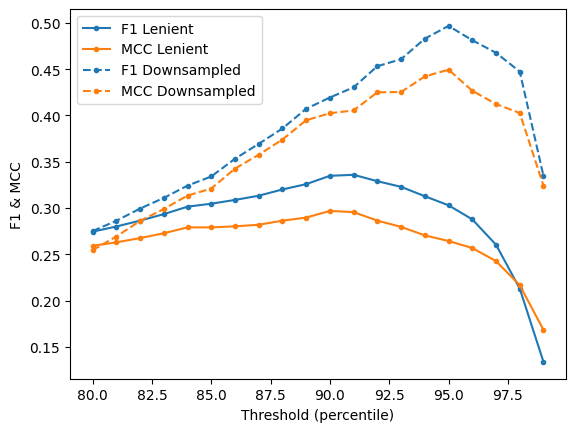 F1 Lenient
MCC Lenient
F1 Downsampled
MCC Downsampled
F1 & MCC
0.50
0.45
0.40
0.35
0.30
0.25
0.20
0.15
80.0 82.5 85.0 87.5 90.0 92.5 95.0 97.5
Threshold (percentile)